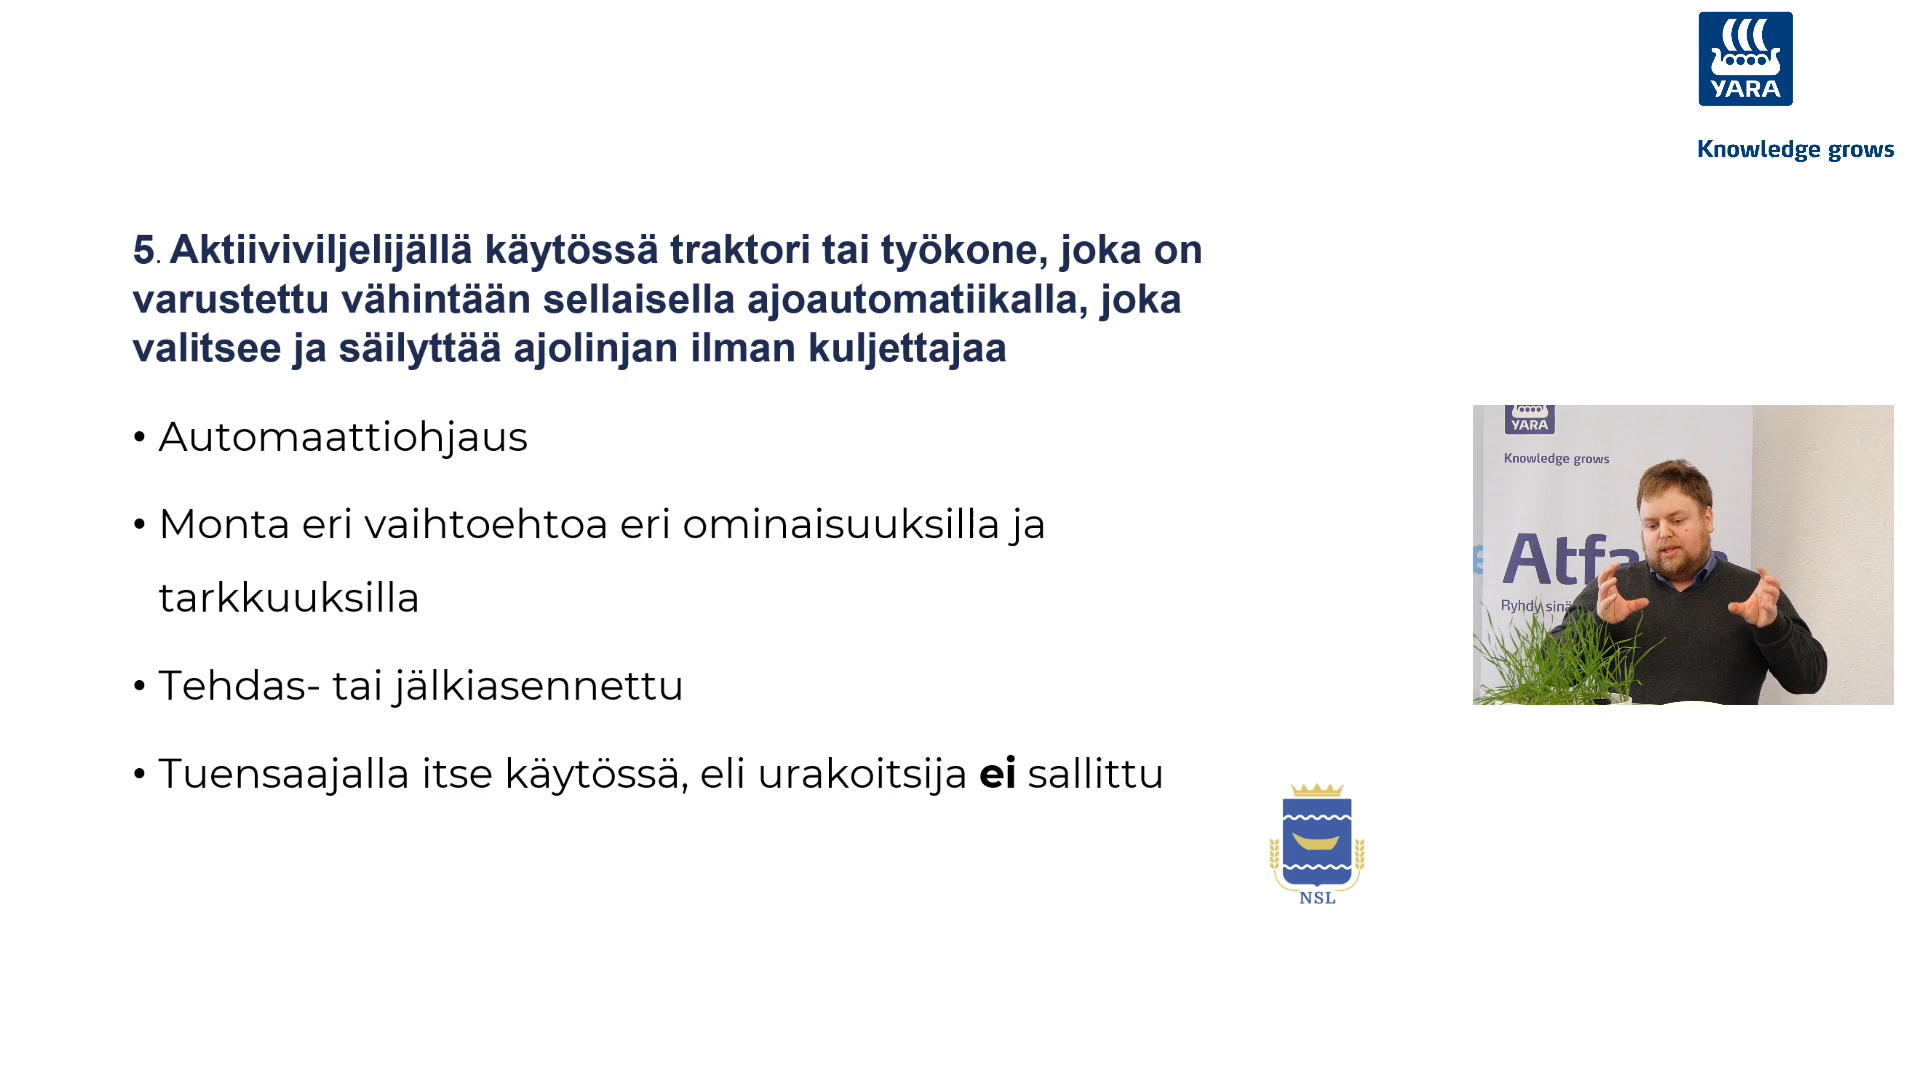 YARA
Knowledge grows
5. Aktiiviviljelijällä käytössä traktori tai työkone, joka on
varustettu vähintään sellaisella ajoautomatiikalla, joka
valitsee ja säilyttää ajolinjan ilman kuljettajaa
• Automaattiohjaus
• Monta eri vaihtoehtoa eri ominaisuuksilla ja
tarkkuuksilla
• Tehdas- tai jälkiasennettu
• Tuensaajalla itse käytössä, eli urakoitsija ei sallittu
YARA
Knowledge grows
Ryhdy
NSL